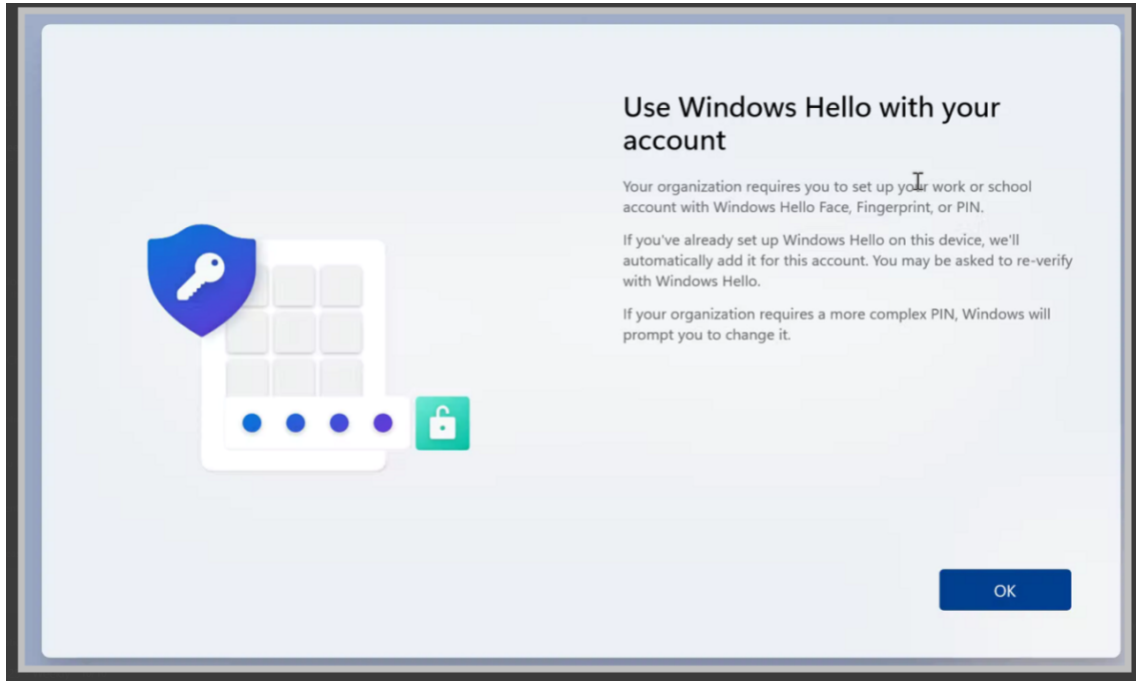 Use Windows Hello with your
account
Your organization requires you to set up your work or school
account with Windows Hello Face, Fingerprint, or PIN.
If you've already set up Windows Hello on this device, we'll
automatically add it for this account. You may be asked to re-verify
with Windows Hello.
If your organization requires a more complex PIN, Windows will
prompt you to change it.
OK